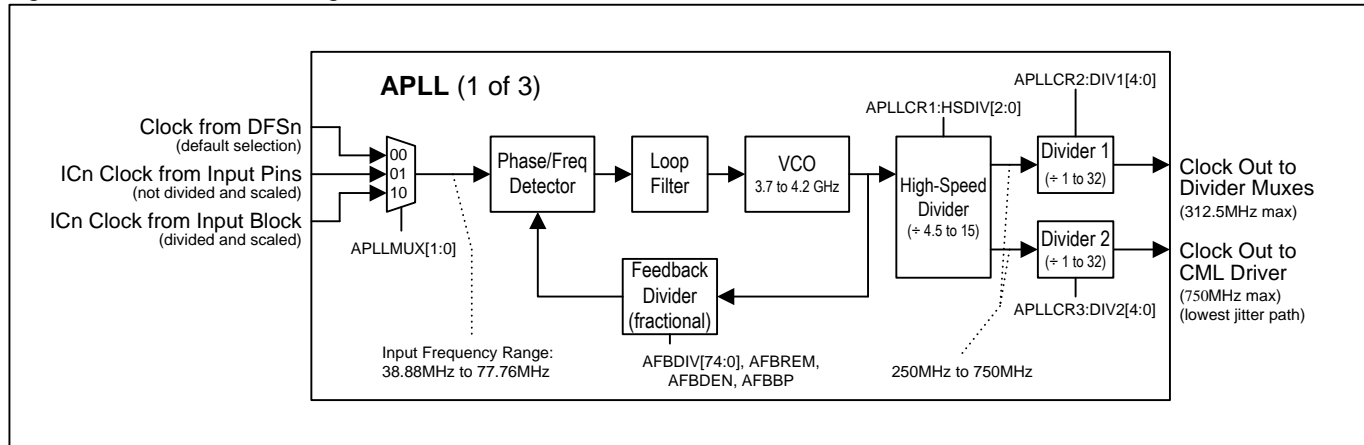 APLL (1 of 3)
Clock from DFSn
(default selection)
ICn Clock from Input Pins
(not divided and scaled)
ICn Clock from Input Block
(divided and scaled)
00
01
10
APLLMUX[1:0]
Phase/Freq
Detector
Loop
Filter
VCO
3.7 to 4.2 GHz
APLLCR1:HSDIV[2:0]
High-Speed
Divider
(÷ 4.5 to 15)
APLLCR2:DIV1[4:0]
Divider 1
(÷ 1 to 32)
Clock Out to
Divider Muxes
(312.5MHz max)
Divider 2
(÷ 1 to 32)
APLLCR3:DIV2[4:0]
Clock Out to
CML Driver
(750MHz max)
(lowest jitter path)
Feedback
Divider
(fractional)
AFBDIV[74:0], AFBREM,
AFBDEN, AFBBP
Input Frequency Range:
38.88MHz to 77.76MHz
250MHz to 750MHz